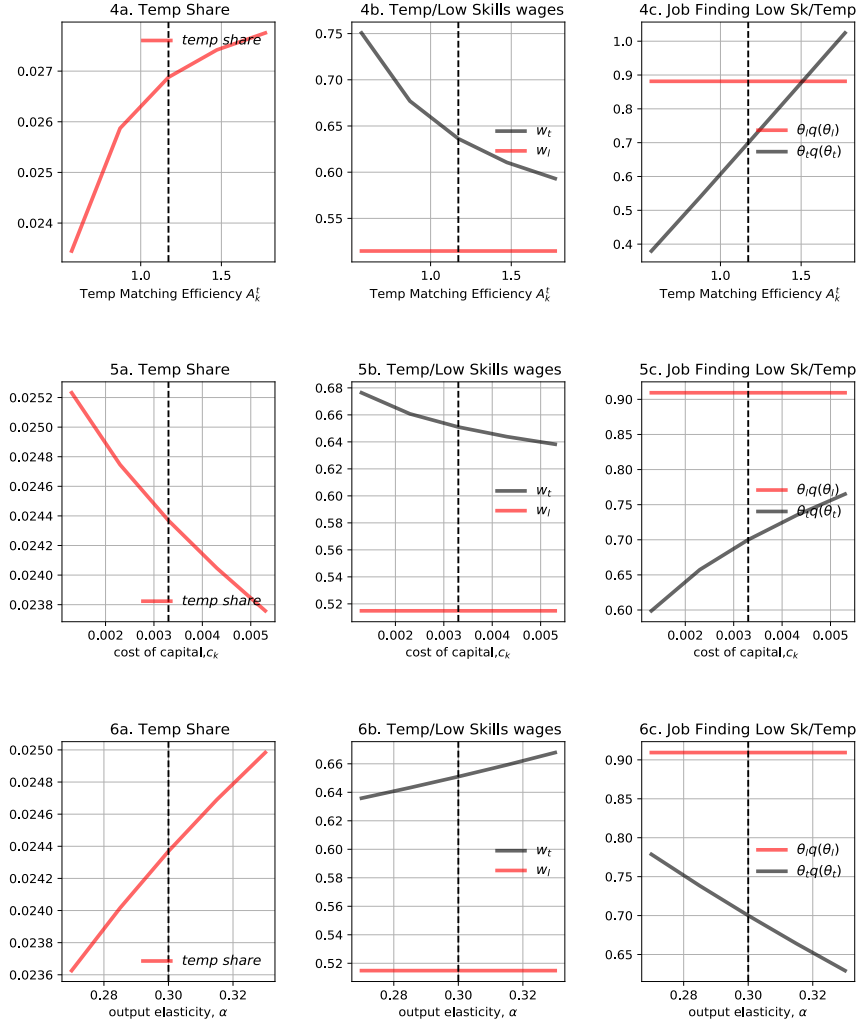 4a. Temp Share
temp share
0.027
0.026
0.025
0.024
1.0 1.5
Temp Matching Efficiency A_k^t
4b. Temp/Low Skills wages
w_t
w_l
0.75
0.70
0.65
0.60
0.55
1.0 1.5
Temp Matching Efficiency A_k^t
4c. Job Finding Low Sk/Temp
θ_lq(θ_l)
θ_tq(θ_t)
1.0
0.9
0.8
0.7
0.6
0.5
0.4
1.0 1.5
Temp Matching Efficiency A_k^t
5a. Temp Share
0.0252
0.0250
0.0248
0.0246
0.0244
0.0242
0.0240
0.0238
temp share
0.002 0.003 0.004 0.005
cost of capital,c_k
5b. Temp/Low Skills wages
0.68
0.66
0.64
0.62
0.60
0.58
0.56
0.54
0.52
w_t
w_l
0.002 0.003 0.004 0.005
cost of capital,c_k
5c. Job Finding Low Sk/Temp
0.90
0.85
0.80
0.75
0.70
0.65
0.60
θ_lq(θ_l)
θ_tq(θ_t)
0.002 0.003 0.004 0.005
cost of capital,c_k
6a. Temp Share
0.0250
0.0248
0.0246
0.0244
0.0242
0.0240
0.0238
0.0236
temp share
0.28 0.30 0.32
output elasticity, α
6b. Temp/Low Skills wages
0.66
0.64
0.62
0.60
0.58
0.56
0.54
0.52
w_t
w_l
0.28 0.30 0.32
output elasticity, α
6c. Job Finding Low Sk/Temp
0.90
0.85
0.80
0.75
0.70
0.65
θ_lq(θ_l)
θ_tq(θ_t)
0.28 0.30 0.32
output elasticity, α